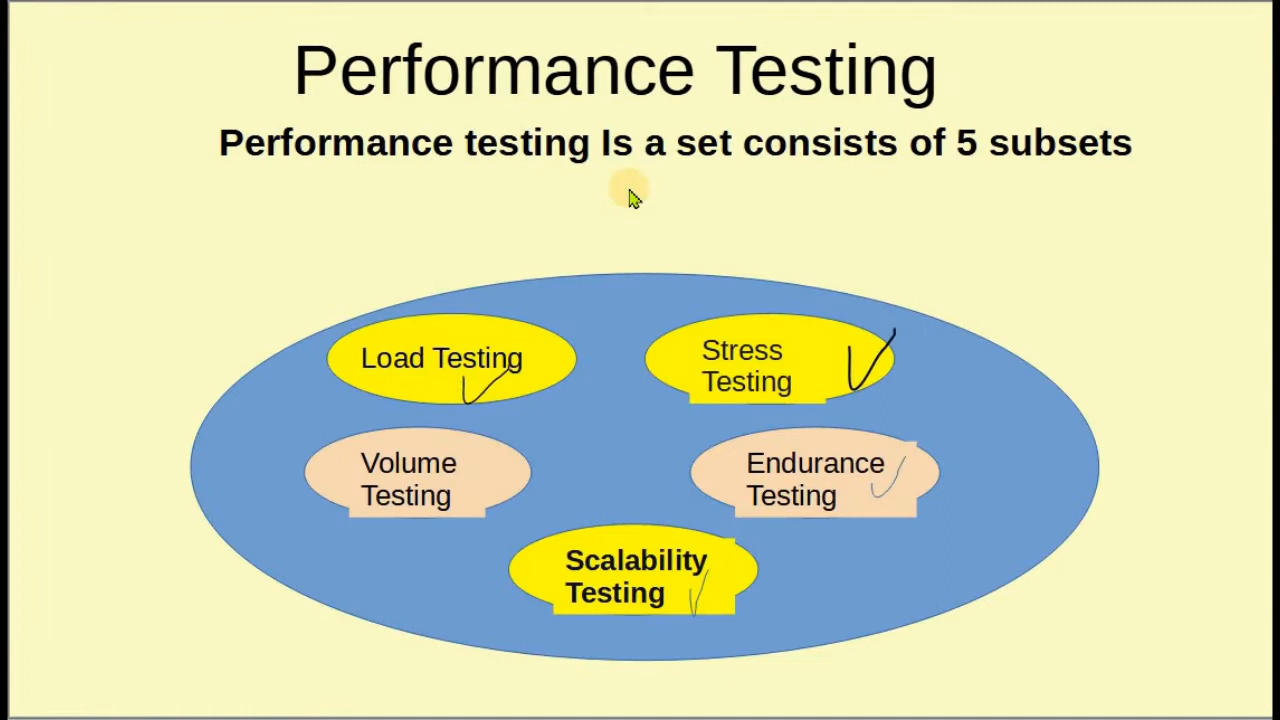 Performance Testing
Performance testing Is a set consists of 5 subsets
Load Testing
Stress
Testing
Volume
Testing
Endurance
Testing
Scalability
Testing